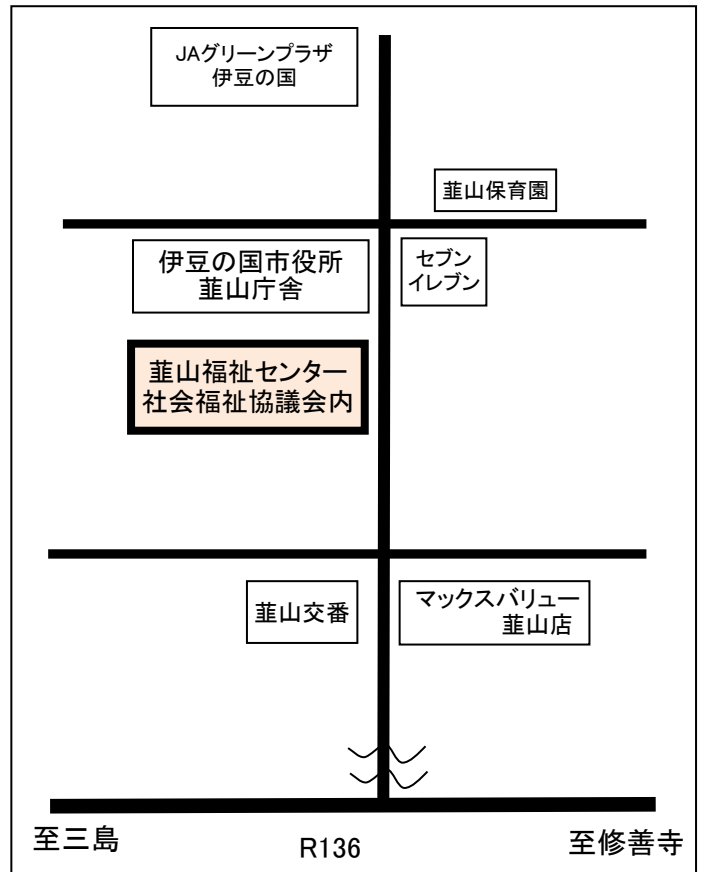 JAグリーンプラザ
伊豆の国
韮山保育園
伊豆の国市役所
韮山庁舎
セブン
イレブン
韮山福祉センター
社会福祉協議会内
韮山交番
マックスバリュー
韮山店
至三島
R136
至修善寺